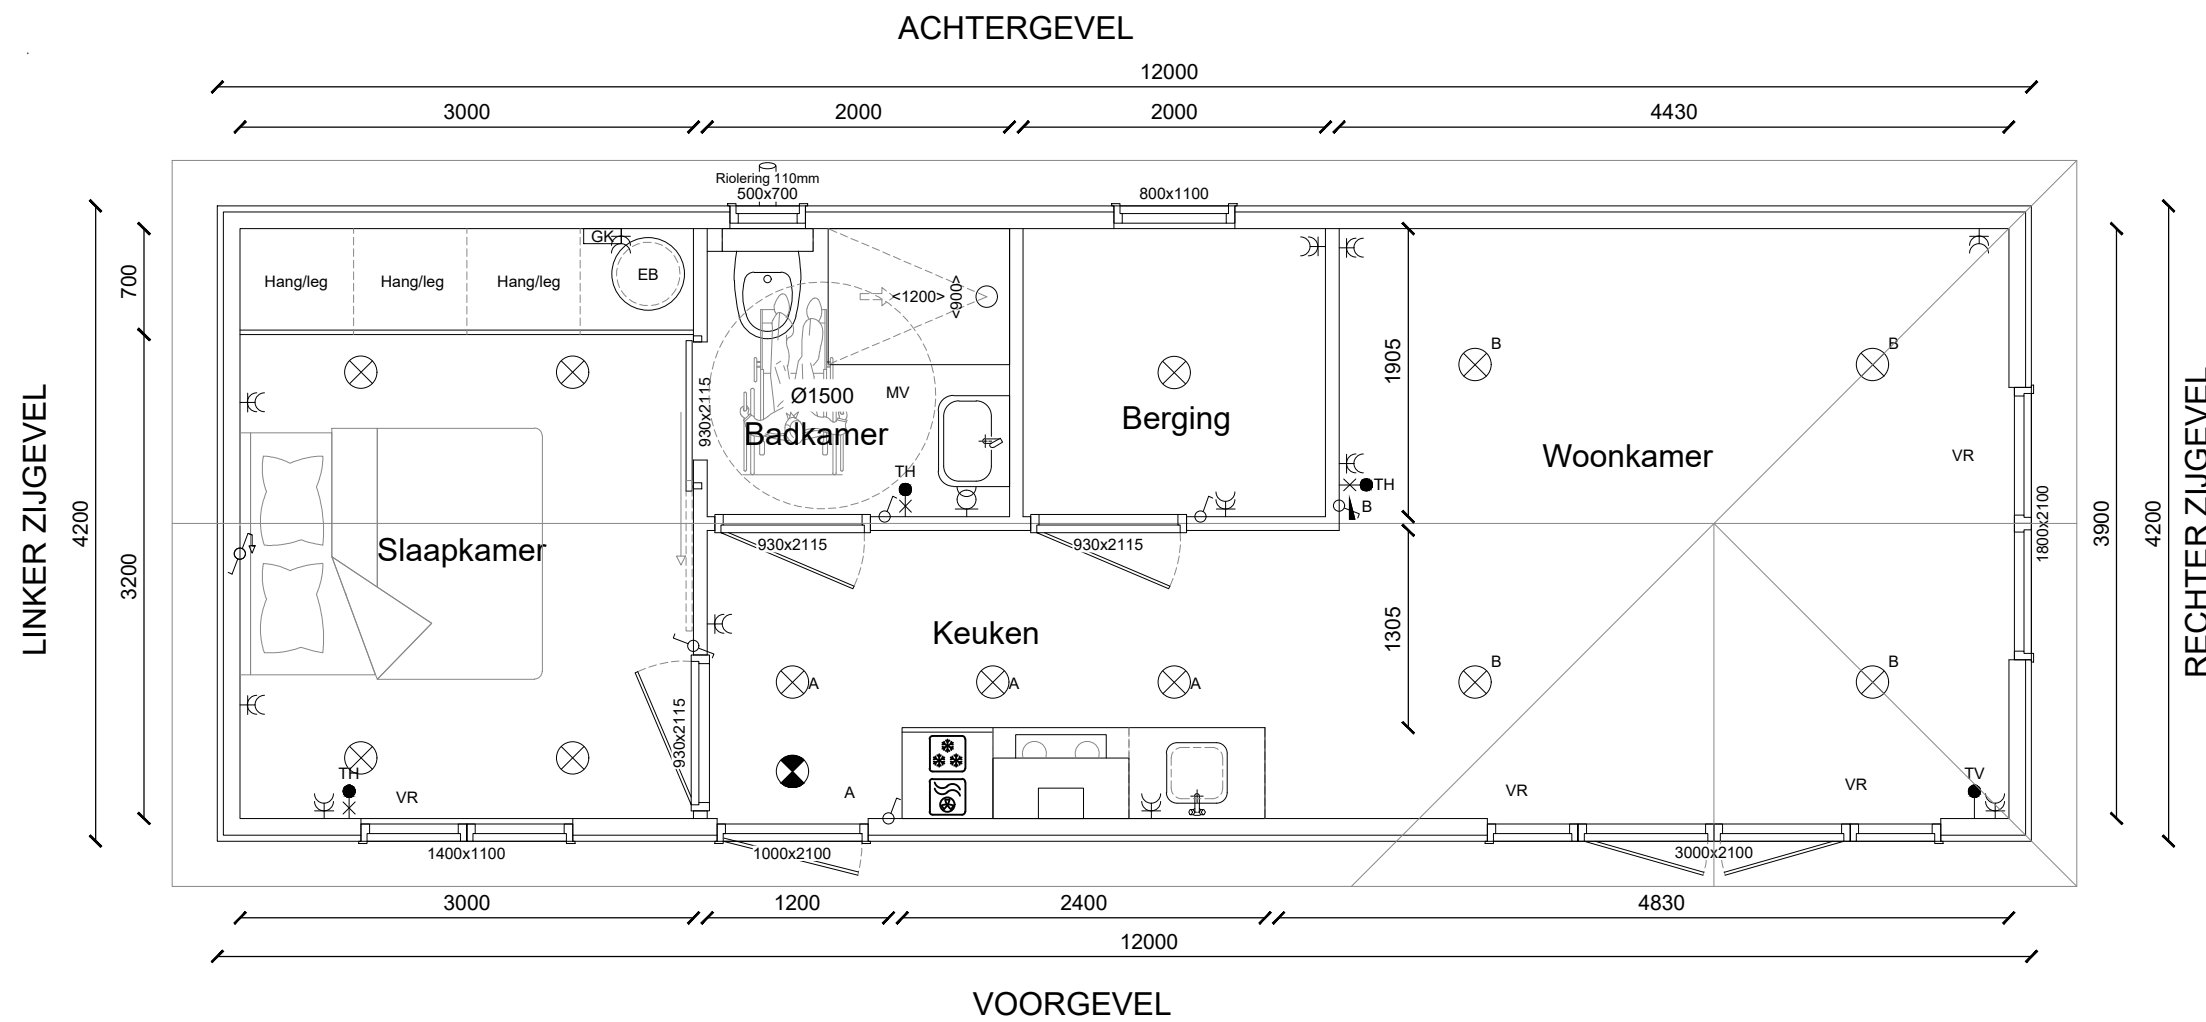 ACHTERGEVEL
12000
3000 2000 2000 4430
Riolering 110mm
500x700
800x1100
LINKER ZIJGEVEL
4200
700
3200
Hang/leg Hang/leg Hang/leg
GK
EB
<1200>
<900>
930x2115
Ø1500
MV
Badkamer
TH
Berging
1905
B
B
Woonkamer
VR
TH
B
1800x2100
3900
4200
RECHTER ZIJGEVEL
Slaapkamer
930x2115
930x2115
Keuken
1305
A
A
A
B
B
930x2115
TH
VR
A
VR
VR
TV
1400x1100
1000x2100
3000x2100
3000 1200 2400 4830
12000
VOORGEVEL